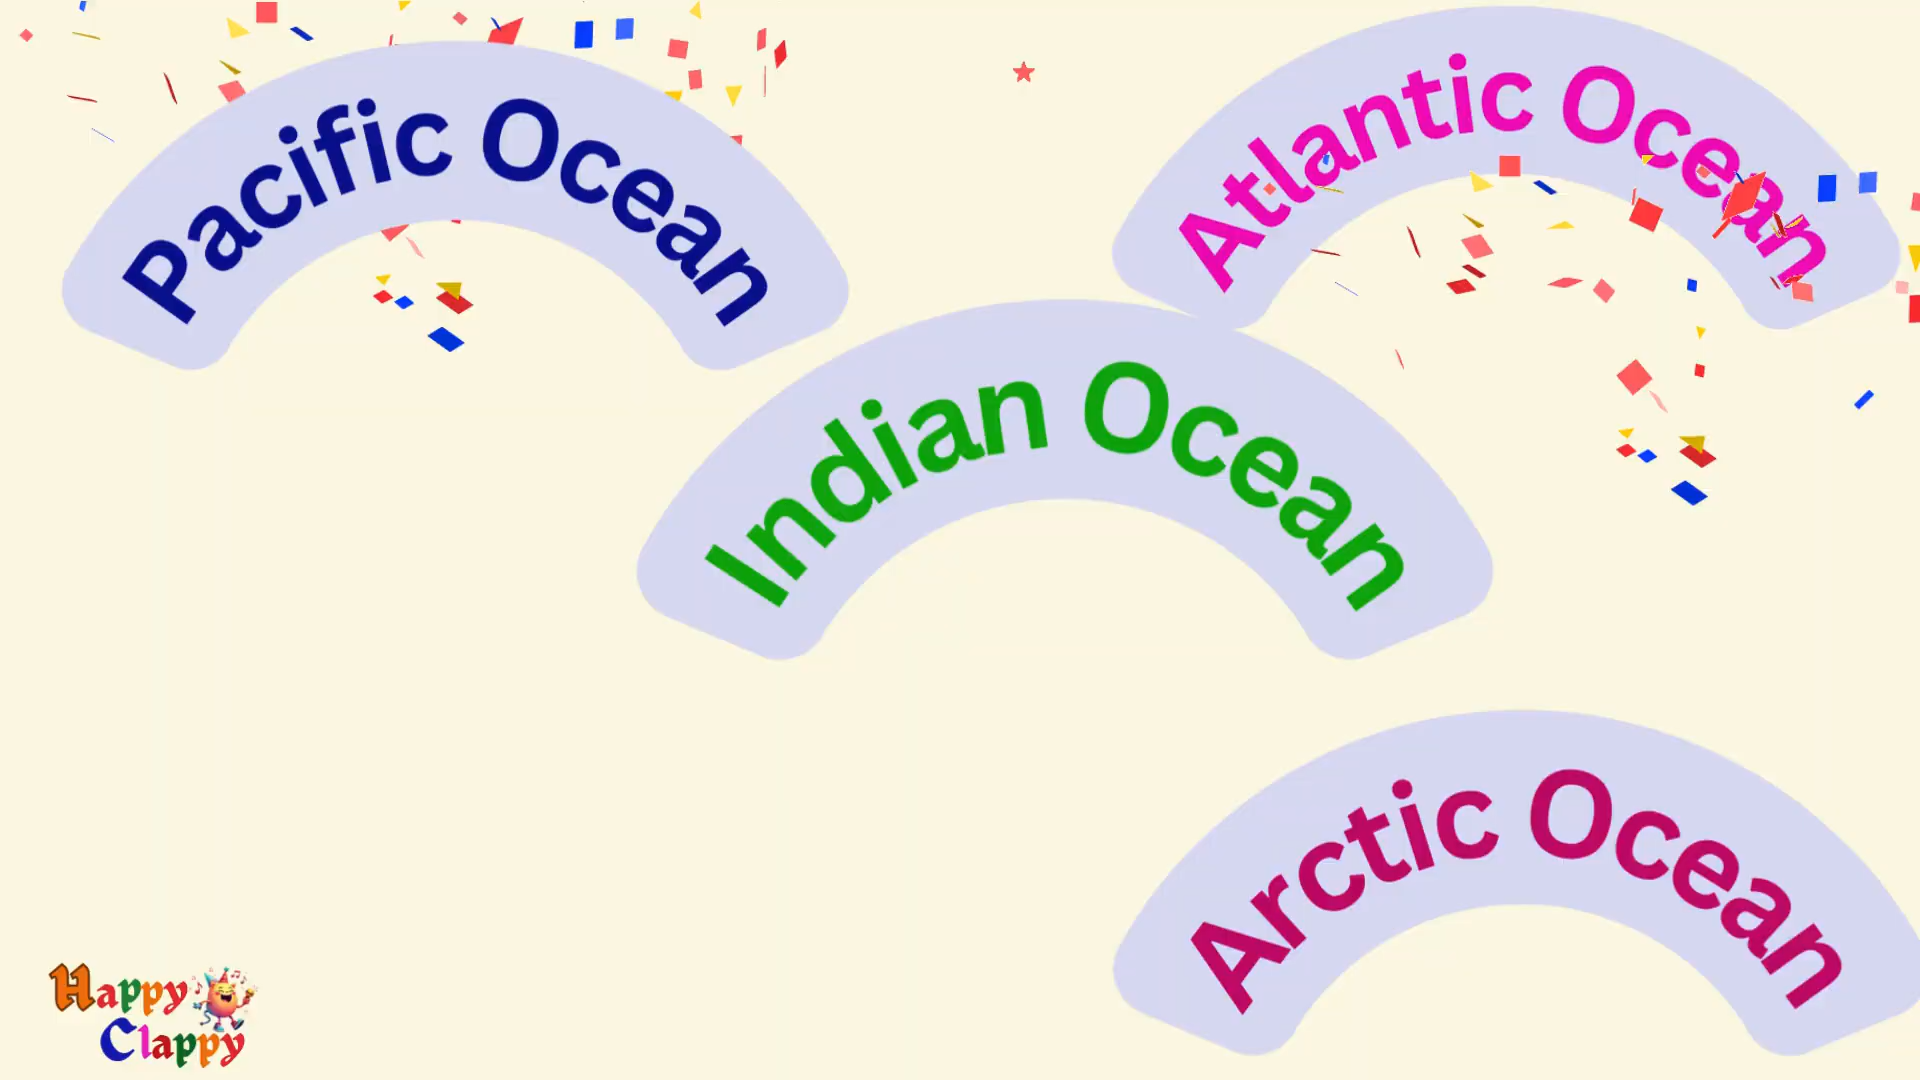 Pacific Ocean
Atlantic Ocean
Indian Ocean
Arctic Ocean
Happy
Clappy